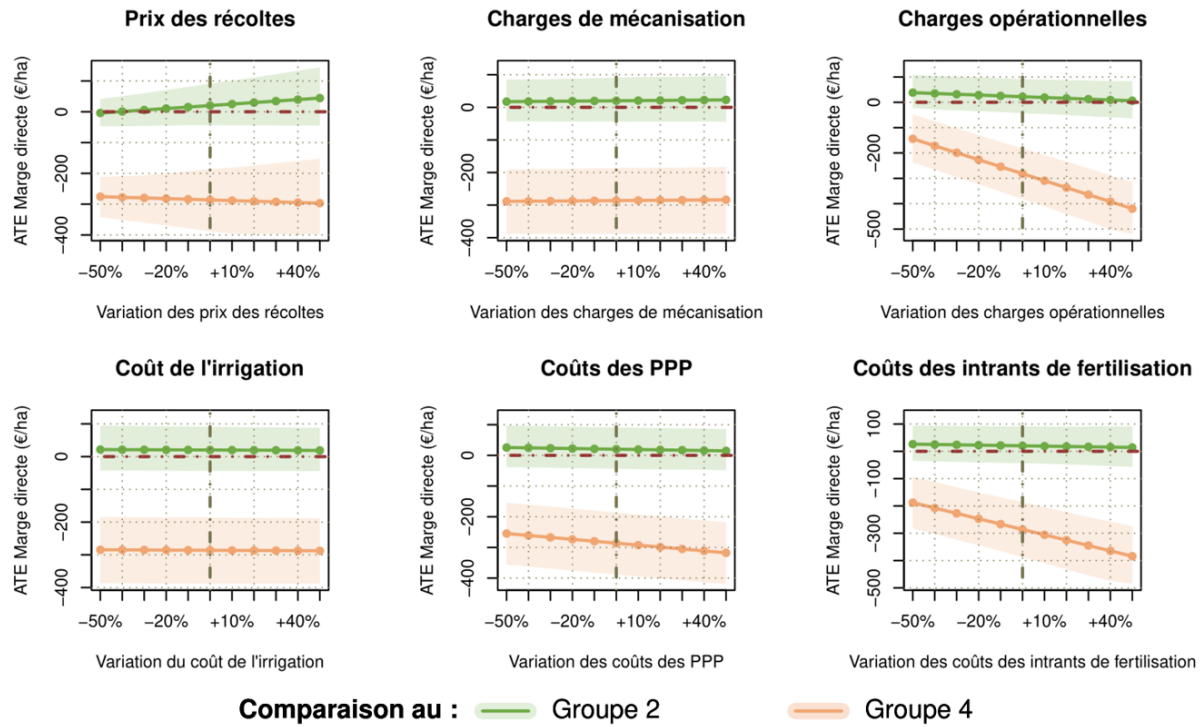 Prix des récoltes
ATE Marge directe (€/ha)
0
−200
−400
−50% −20% +10% +40%
Variation des prix des récoltes
Charges de mécanisation
ATE Marge directe (€/ha)
0
−200
−400
−50% −20% +10% +40%
Variation des charges de mécanisation
Charges opérationnelles
ATE Marge directe (€/ha)
0
−200
−500
−50% −20% +10% +40%
Variation des charges opérationnelles
Coût de l'irrigation
ATE Marge directe (€/ha)
0
−200
−400
−50% −20% +10% +40%
Variation du coût de l'irrigation
Coûts des PPP
ATE Marge directe (€/ha)
0
−200
−400
−50% −20% +10% +40%
Variation des coûts des PPP
Coûts des intrants de fertilisation
ATE Marge directe (€/ha)
100
−100
−300
−500
−50% −20% +10% +40%
Variation des coûts des intrants de fertilisation
Comparaison au : Groupe 2 Groupe 4